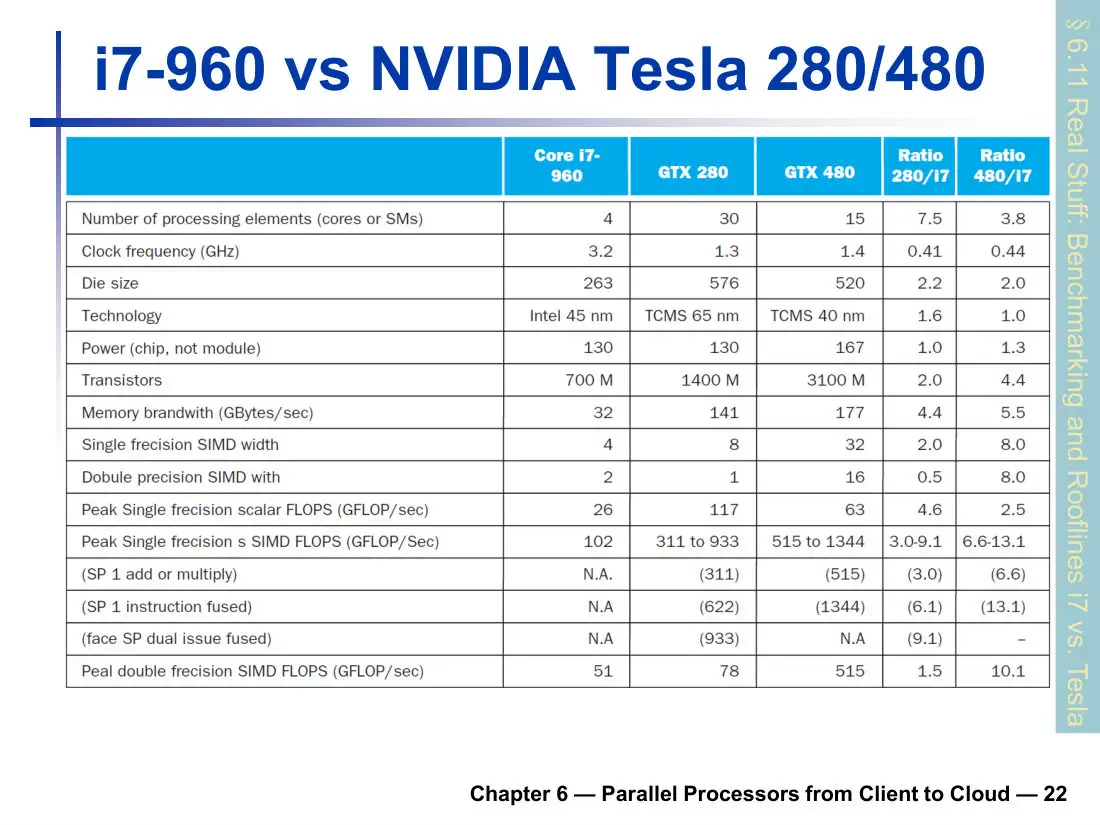 i7-960 vs NVIDIA Tesla 280/480
§ 6.11 Real Stuff: Benchmarking and Rooflines i7 vs. Tesla
Core i7-960 GTX 280 GTX 480 Ratio 280/i7 Ratio 480/i7
Number of processing elements (cores or SMs) 4 30 15 7.5 3.8
Clock frequency (GHz) 3.2 1.3 1.4 0.41 0.44
Die size 263 576 520 2.2 2.0
Technology Intel 45 nm TCMS 65 nm TCMS 40 nm 1.6 1.0
Power (chip, not module) 130 130 167 1.0 1.3
Transistors 700 M 1400 M 3100 M 2.0 4.4
Memory brandwith (GBytes/sec) 32 141 177 4.4 5.5
Single frecision SIMD width 4 8 32 2.0 8.0
Dobule precision SIMD with 2 1 16 0.5 8.0
Peak Single frecision scalar FLOPS (GFLOP/sec) 26 117 63 4.6 2.5
Peak Single frecision s SIMD FLOPS (GFLOP/Sec) 102 311 to 933 515 to 1344 3.0-9.1 6.6-13.1
(SP 1 add or multiply) N.A. (311) (515) (3.0) (6.6)
(SP 1 instruction fused) N.A (622) (1344) (6.1) (13.1)
(face SP dual issue fused) N.A (933) N.A (9.1) –
Peal double frecision SIMD FLOPS (GFLOP/sec) 51 78 515 1.5 10.1
Chapter 6 — Parallel Processors from Client to Cloud — 22